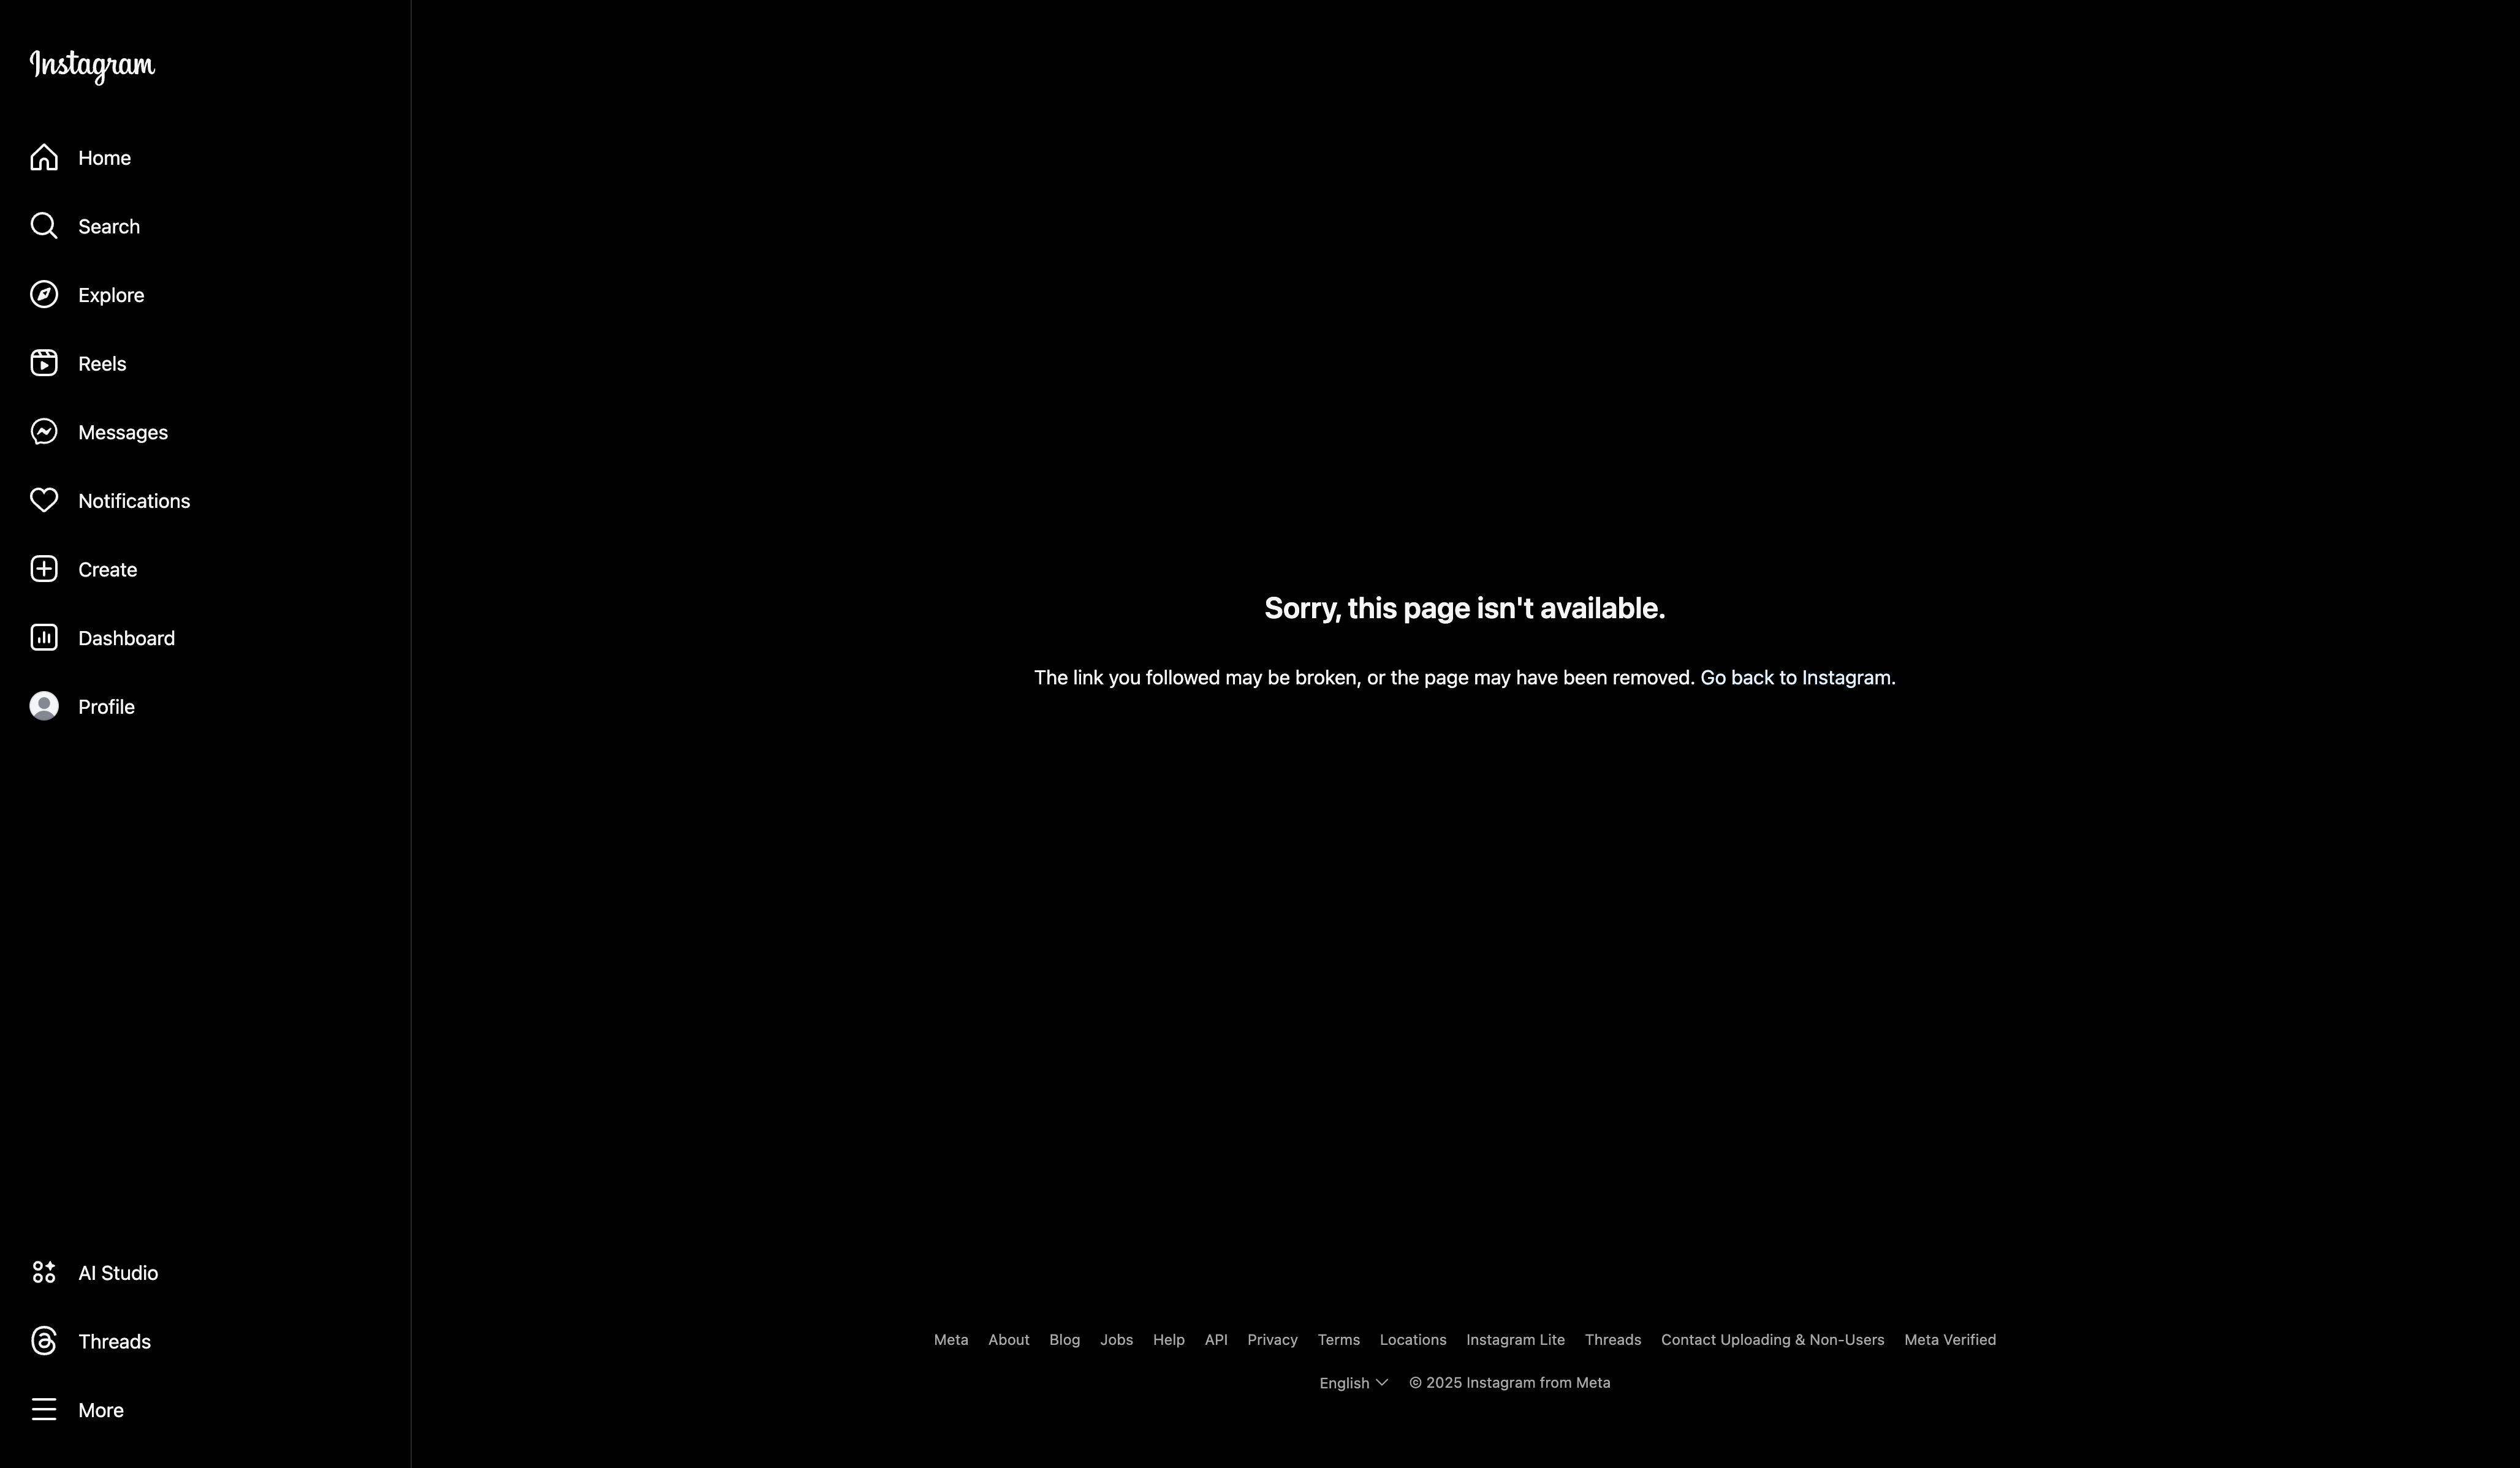 Instagram
Home
Search
Explore
Reels
Messages
Notifications
Create
Dashboard
Profile
Sorry, this page isn't available.
The link you followed may be broken, or the page may have been removed. Go back to Instagram.
AI Studio
Threads
More
Meta About Blog Jobs Help API Privacy Terms Locations Instagram Lite Threads Contact Uploading & Non-Users Meta Verified
English © 2025 Instagram from Meta